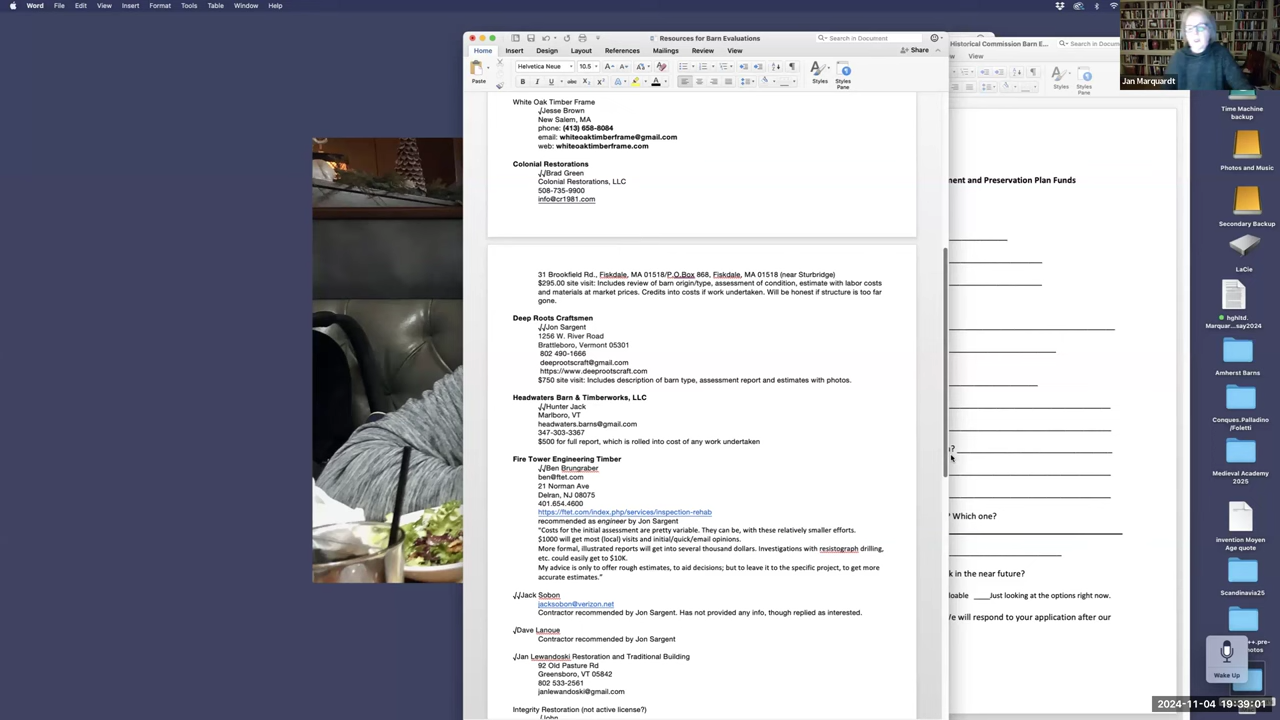 Word File Edit View Insert Format Tools Table Window Help
Resources for Barn Evaluations
Search in Document
Home Insert Design Layout References Mailings Review View
Share
Helvetica Neue 10.5
Paste
Styles
Styles Pane
White Oak Timber Frame
√Jesse Brown
New Salem, MA
phone: (413) 658-8084
email: whiteoaktimberframe@gmail.com
web: whiteoaktimberframe.com
Colonial Restorations
√√Brad Green
Colonial Restorations, LLC
508-735-9900
info@cr1981.com
31 Brookfield Rd., Fiskdale, MA 01518/P.O.Box 868, Fiskdale, MA 01518 (near Sturbridge)
$295.00 site visit: Includes review of barn origin/type, assessment of condition, estimate with labor costs
and materials at market prices. Credits into costs if work undertaken. Will be honest if structure is too far
gone.
Deep Roots Craftsmen
√√Jon Sargent
1256 W. River Road
Brattleboro, Vermont 05301
802 490-1666
deeprootscraft@gmail.com
https://www.deeprootscraft.com
$750 site visit: Includes description of barn type, assessment report and estimates with photos.
Headwaters Barn & Timberworks, LLC
√√Hunter Jack
Marlboro, VT
headwaters.barns@gmail.com
347-303-3367
$500 for full report, which is rolled into cost of any work undertaken
Fire Tower Engineering Timber
√√Ben Brungraber
ben@ftet.com
21 Norman Ave
Delran, NJ 08075
401.654.4600
https://ftet.com/index.php/services/inspection-rehab
recommended as engineer by Jon Sargent
"Costs for the initial assessment are pretty variable. They can be, with these relatively smaller efforts.
$1000 will get most (local) visits and initial/quick/email opinions.
More formal, illustrated reports will get into several thousand dollars. Investigations with resistograph drilling,
etc. could easily get to $10K.
My advice is only to offer rough estimates, to aid decisions; but to leave it to the specific project, to get more
accurate estimates."
√√Jack Sobon
jacksobon@verizon.net
Contractor recommended by Jon Sargent. Has not provided any info, though replied as interested.
√Dave Lanoue
Contractor recommended by Jon Sargent
√Jan Lewandoski Restoration and Traditional Building
92 Old Pasture Rd
Greensboro, VT 05842
802 533-2561
janlewandoski@gmail.com
Integrity Restoration (not active license?)
√John
Historical Commission Barn E...
Search in Document
View
Styles
Styles Pane
ment and Preservation Plan Funds
? Which one?
k in the near future?
loable ____Just looking at the options right now.
We will respond to your application after our
Jan Marquardt
Time Machine backup
Photos and Music
Secondary Backup
LaCie
hghltd.
Marquar...say2024
Amherst Barns
Conques.Palladino
/Foletti
Medieval Academy
2025
invention Moyen
Age quote
Scandinavia25
++.pre-
photos
Wake Up
2024-11-04 19:39:01